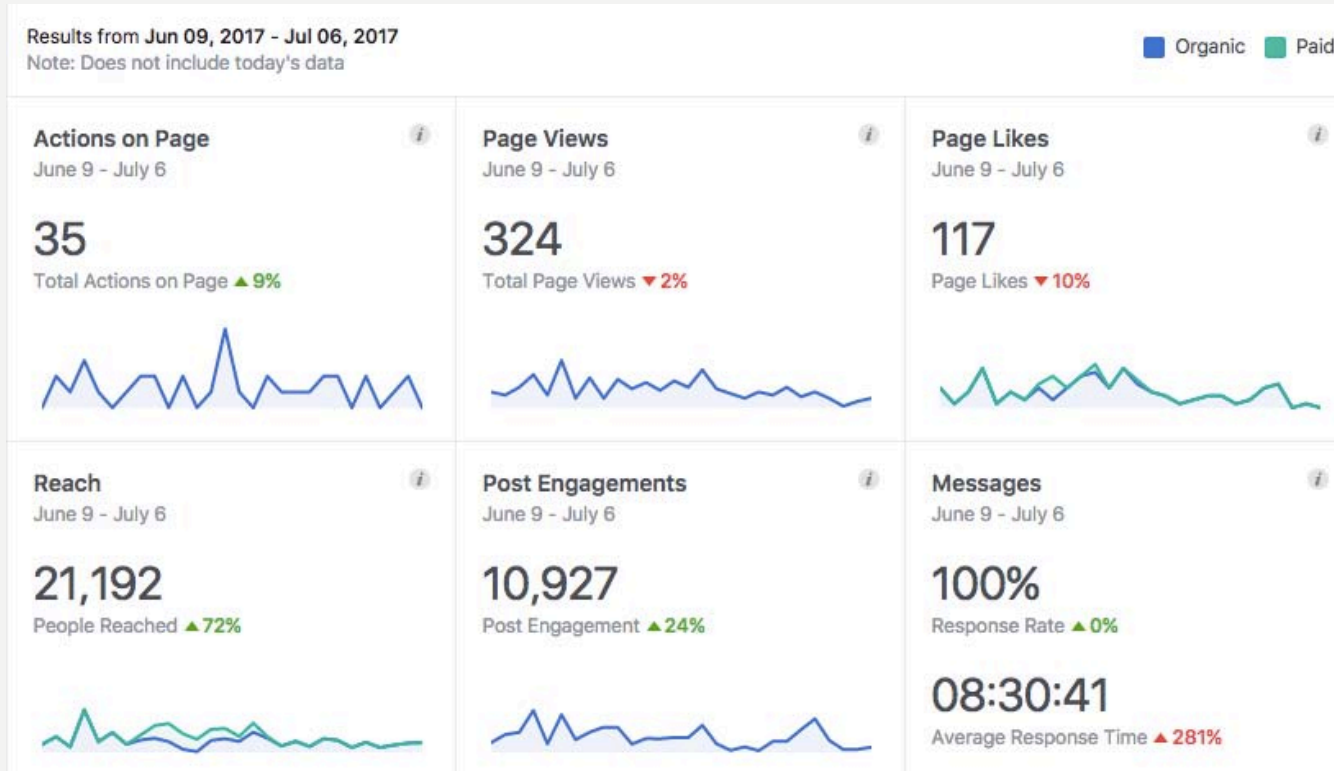 Results from Jun 09, 2017 - Jul 06, 2017
Note: Does not include today's data
Organic Paid
Actions on Page
June 9 - July 6
35
Total Actions on Page ▲ 9%
Page Views
June 9 - July 6
324
Total Page Views ▼ 2%
Page Likes
June 9 - July 6
117
Page Likes ▼ 10%
Reach
June 9 - July 6
21,192
People Reached ▲ 72%
Post Engagements
June 9 - July 6
10,927
Post Engagement ▲ 24%
Messages
June 9 - July 6
100%
Response Rate ▲ 0%
08:30:41
Average Response Time ▲ 281%